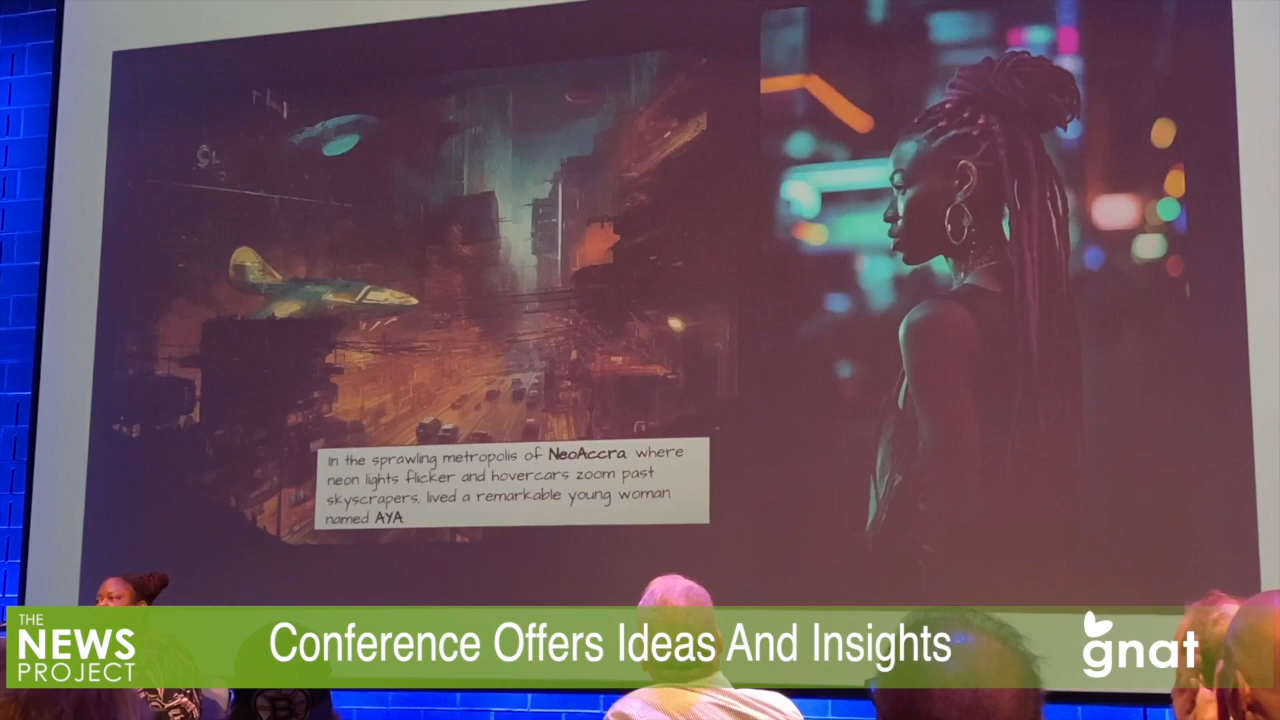 In the sprawling metropolis of NeoAccra where
neon lights flicker and hovercars zoom past
skyscrapers, lived a remarkable young woman
named AYA.
THE
NEWS
PROJECT
Conference Offers Ideas And Insights
gnat